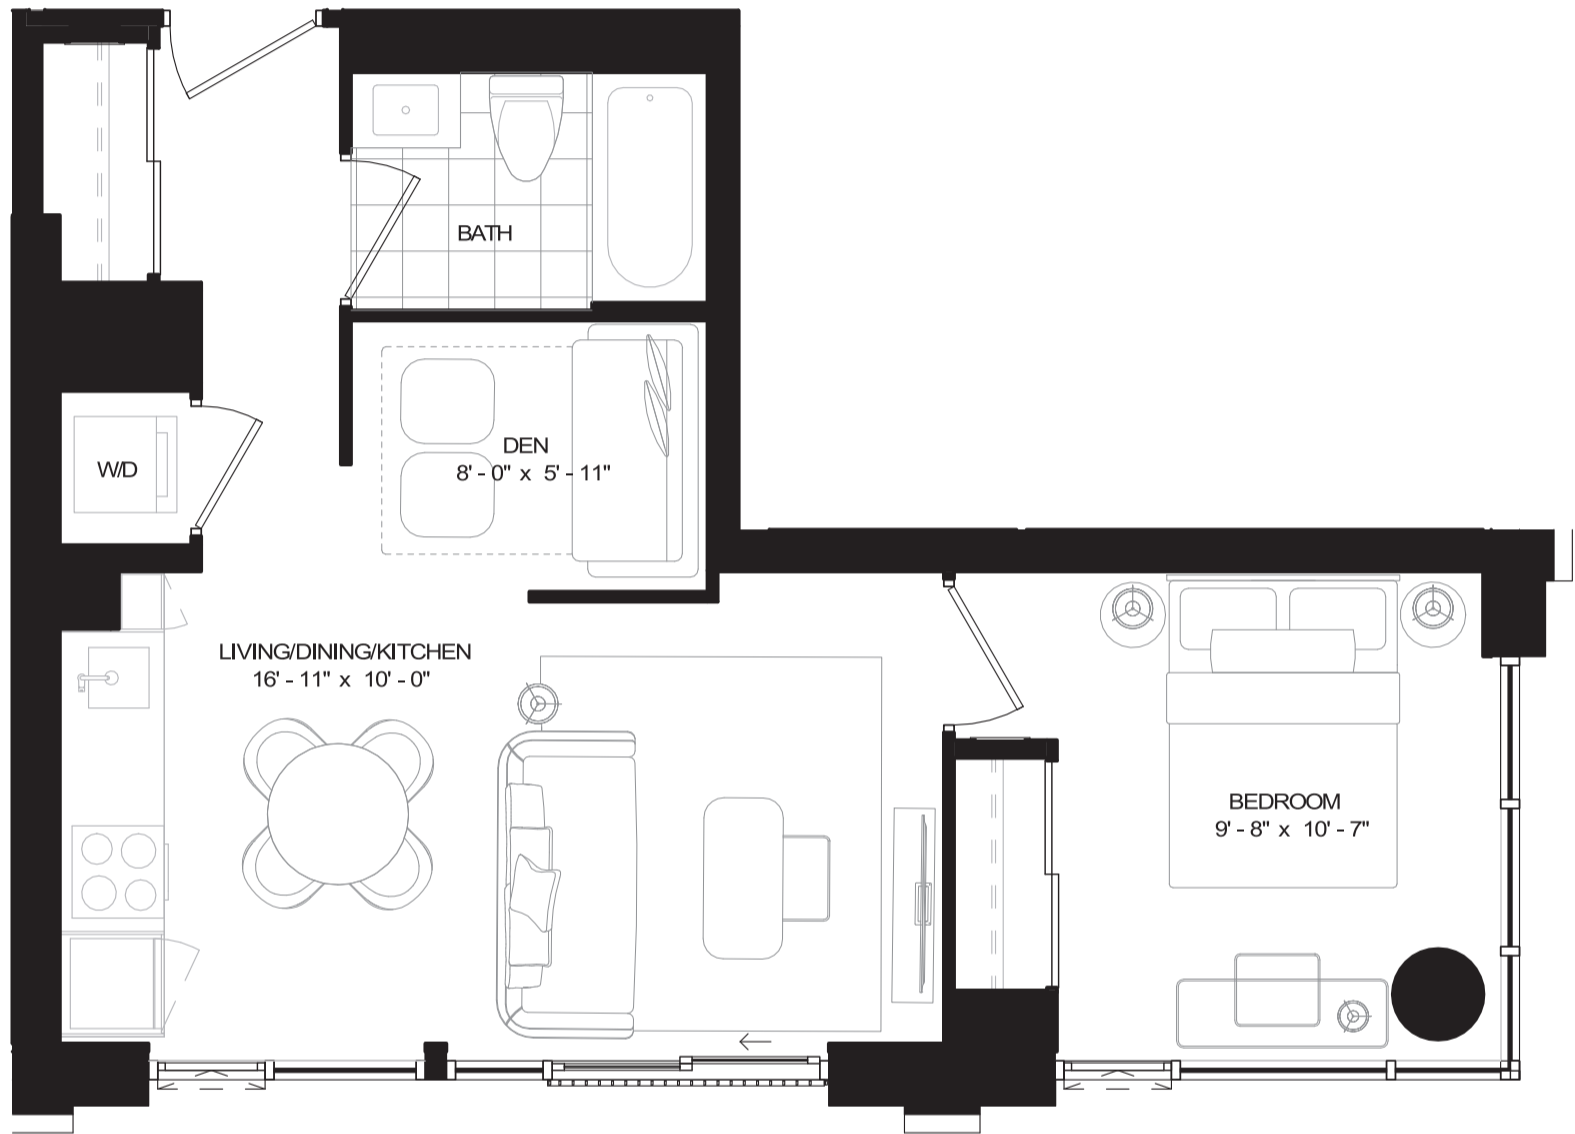 BATH
DEN
8' - 0" x 5' - 11"
W/D
LIVING/DINING/KITCHEN
16' - 11" x 10' - 0"
BEDROOM
9' - 8" x 10' - 7"